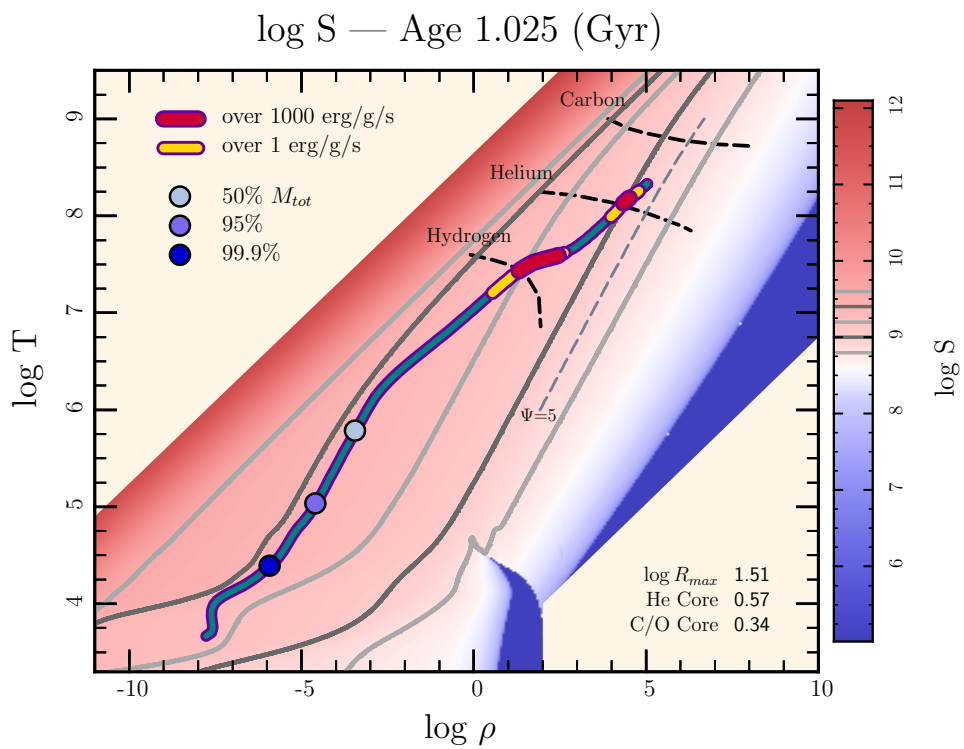 log S — Age 1.025 (Gyr)
over 1000 erg/g/s
over 1 erg/g/s
50% M_tot
95%
99.9%
Carbon
Helium
Hydrogen
Ψ=5
log R_max 1.51
He Core 0.57
C/O Core 0.34
log T
9
8
7
6
5
4
-10
-5
0
5
10
log ρ
12
11
10
9
8
7
6
log S